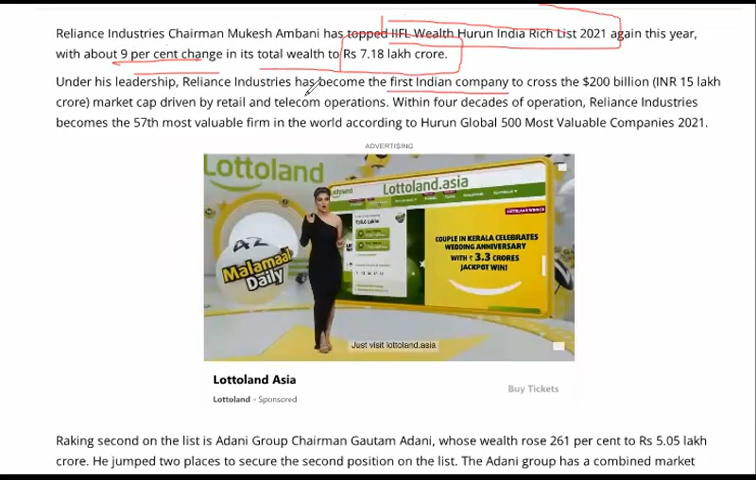 Reliance Industries Chairman Mukesh Ambani has topped IIFL Wealth Hurun India Rich List 2021 again this year,
with about 9 per cent change in its total wealth to Rs 7.18 lakh crore.
Under his leadership, Reliance Industries has become the first Indian company to cross the $200 billion (INR 15 lakh
crore) market cap driven by retail and telecom operations. Within four decades of operation, Reliance Industries
becomes the 57th most valuable firm in the world according to Hurun Global 500 Most Valuable Companies 2021.
ADVERTISING
Lottoland
Lottoland.asia
42
Malamaal
Daily
COUPLE IN KERALA CELEBRATES
WEDDING ANNIVERSARY
WITH ₹ 3.3 CRORES
JACKPOT WIN!
Just visit lottoland.asia
Lottoland Asia
Lottoland - Sponsored
Buy Tickets
Raking second on the list is Adani Group Chairman Gautam Adani, whose wealth rose 261 per cent to Rs 5.05 lakh
crore. He jumped two places to secure the second position on the list. The Adani group has a combined market